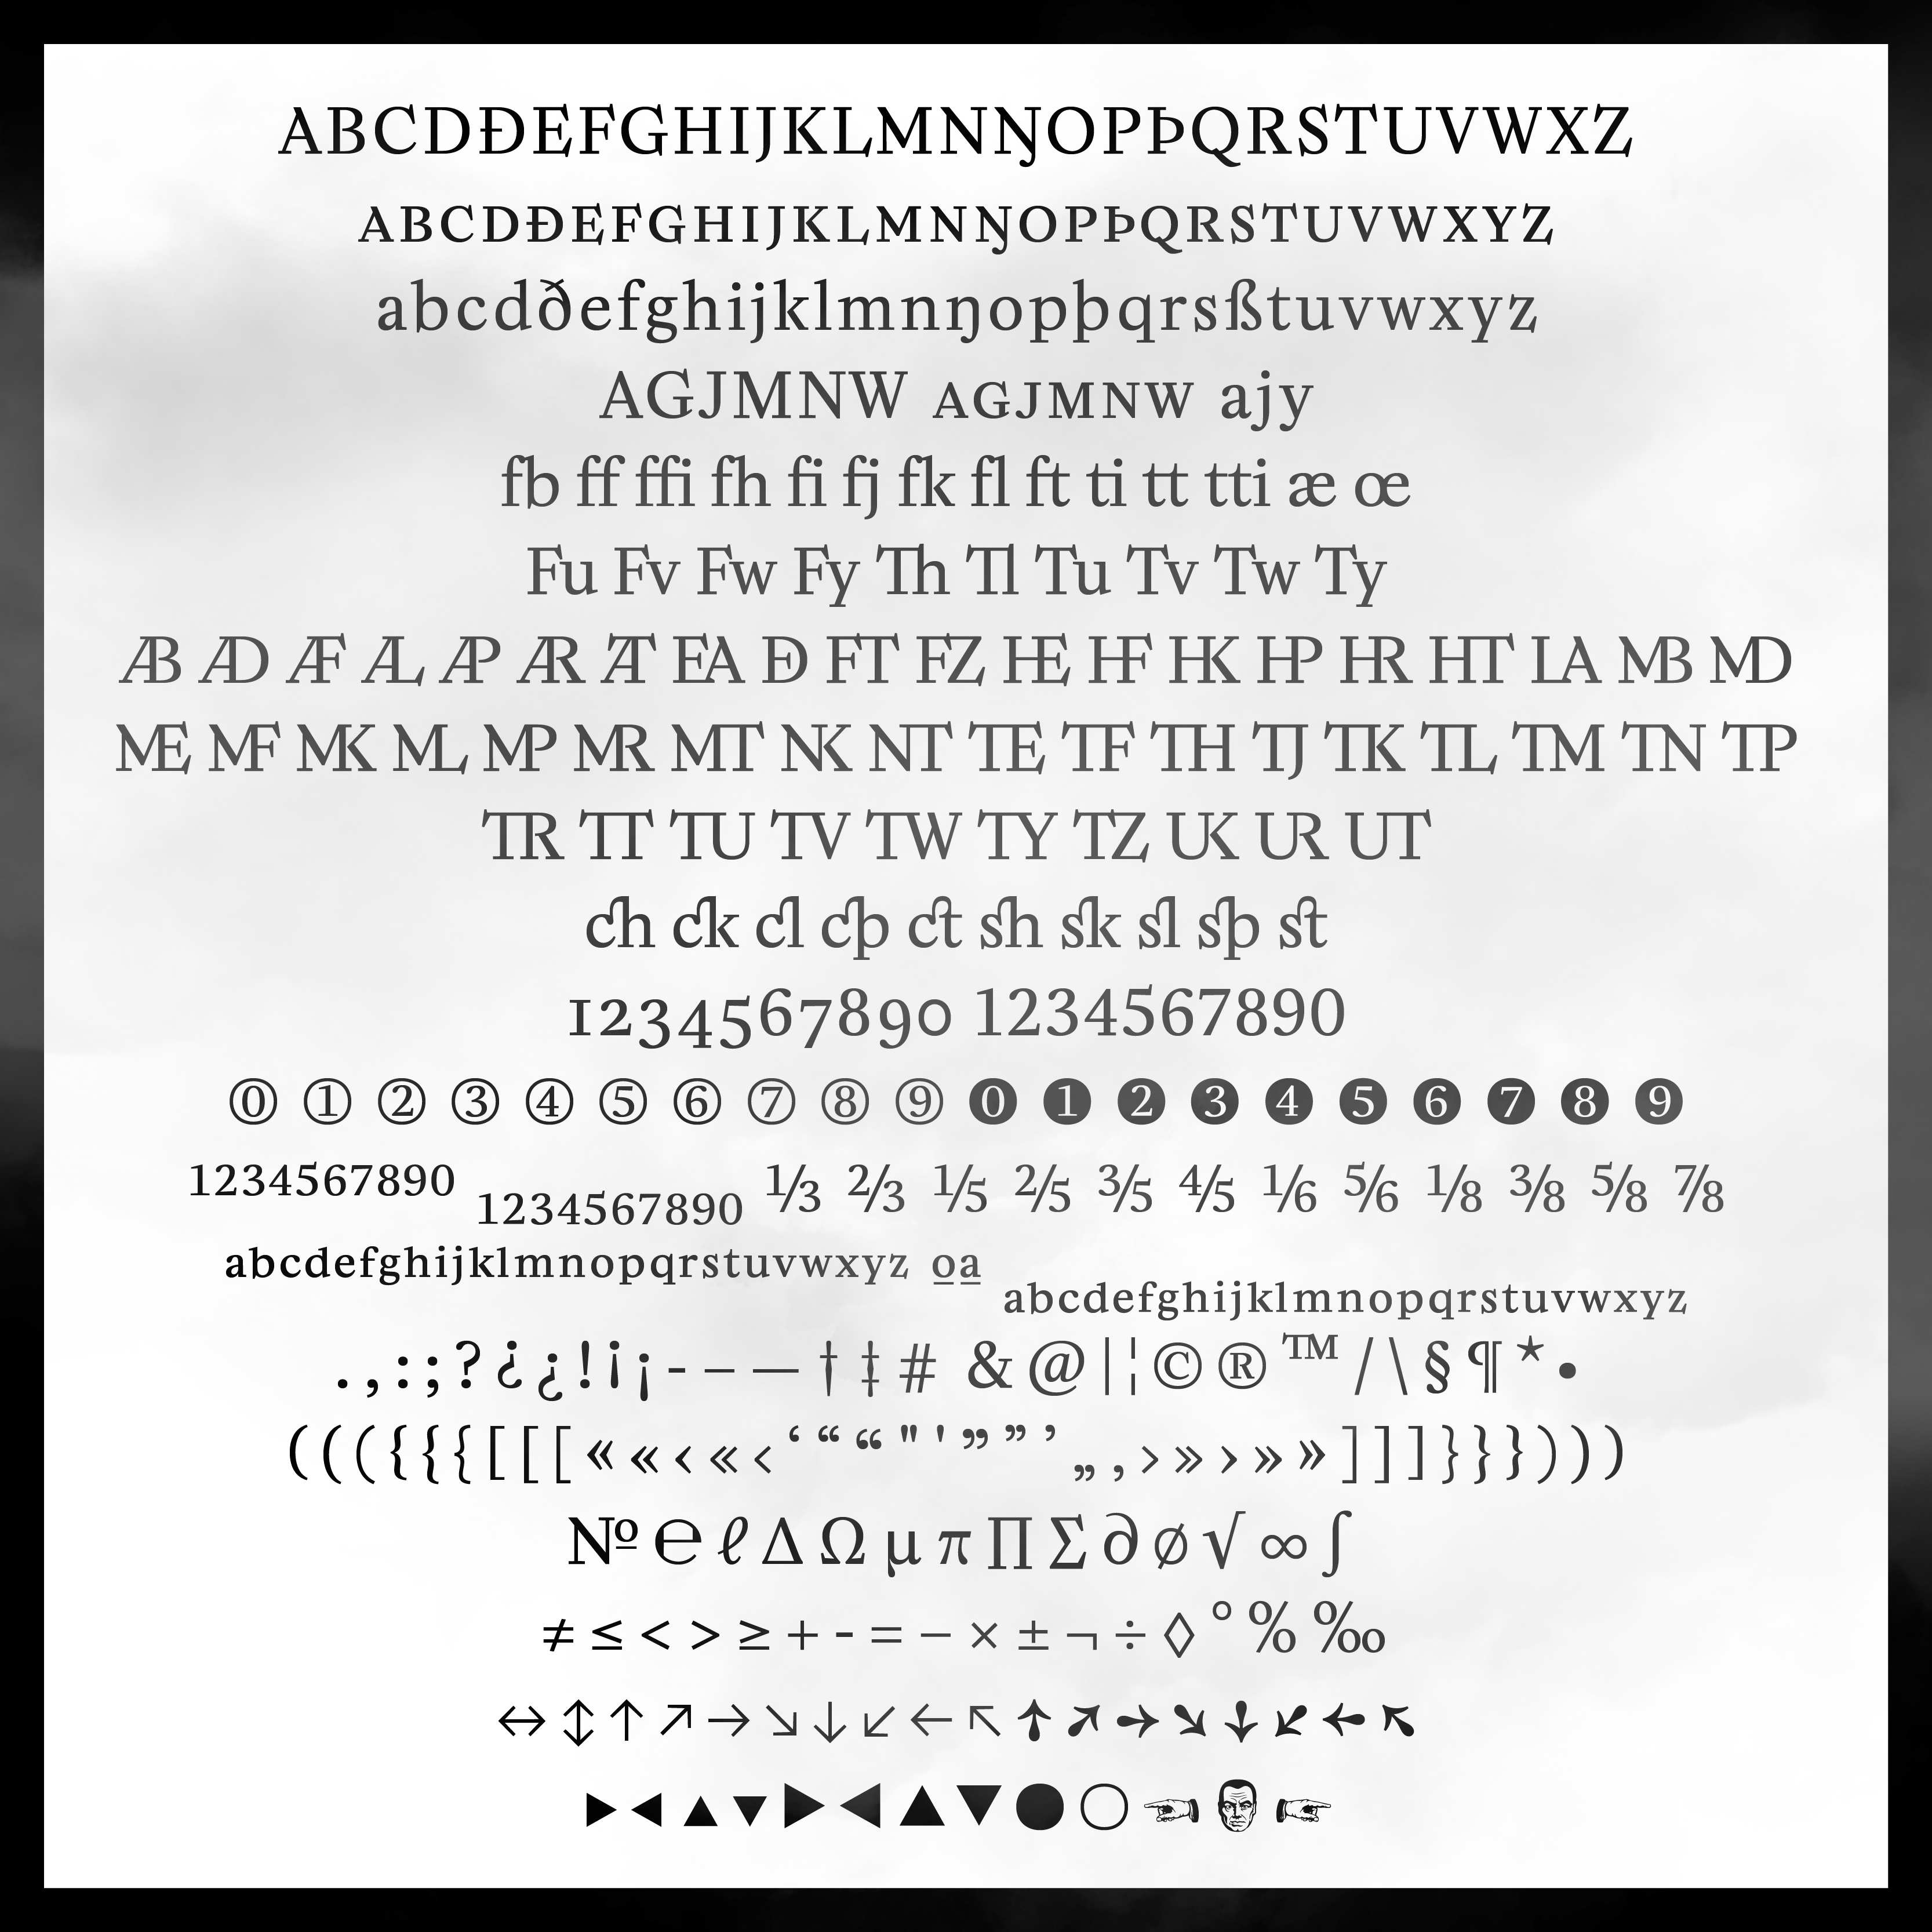 ABCDÐEFGHIJKLMNŊOPÞQRSTUVWXZ
ABCDÐEFGHIJKLMNŊOPÞQRSTUVWXYZ
abcdðefghijklmnŋopþqrsßtuvwxyz
AGJMNW AGJMNW ajy
fb ff ffi fh fi fj fk fl ft ti tt tti æ œ
Fu Fv Fw Fy Th Tl Tu Tv Tw Ty
AB AD AF AL AP AR AT EA ED FT FZ HE HF HK HP HR HT LA MB MD
ME MF MK ML MP MR MT NK NT TE TF TH TJ TK TL TM TN TP
TR TT TU TV TW TY TZ UK UR UT
ch ck cl cþ ct sh sk sl sþ st
1234567890 1234567890
⓪ ① ② ③ ④ ⑤ ⑥ ⑦ ⑧ ⑨ ⓿ ❶ ❷ ❸ ❹ ❺ ❻ ❼ ❽ ❾
¹²³⁴⁵⁶⁷⁸⁹⁰ ₁₂₃₄₅₆₇₈₉₀ ⅓ ⅔ ⅕ ⅖ ⅗ ⅘ ⅙ ⅚ ⅛ ⅜ ⅝ ⅞
abcdefghijklmnopqrstuvwxyz ºª abcdefghijklmnopqrstuvwxyz
. , : ; ? ¿ ¿ ! ¡ ¡ - – — † ‡ # & @ | ¦ © ® ™ / \ § ¶ * •
( ( ( { { { [ [ [ « « ‹ « ‹ ‘ “ “ " ' ” ” ’ „ ‚ › » › » » ] ] ] } } } ) ) )
№ ℮ ℓ ∆ Ω µ π ∏ ∑ ∂ ∅ √ ∞ ∫
≠ ≤ < > ≥ + - = − × ± ¬ ÷ ◊ ° % ‰
↔ ↕ ↑ ↗ → ↘ ↓ ↙ ← ↖ ↑ ↗ → ↘ ↓ ↙ ← ↖
▶ ◀ ▲ ▼ ▶ ◀ ▲ ▼ ● ○ ☜ ☞